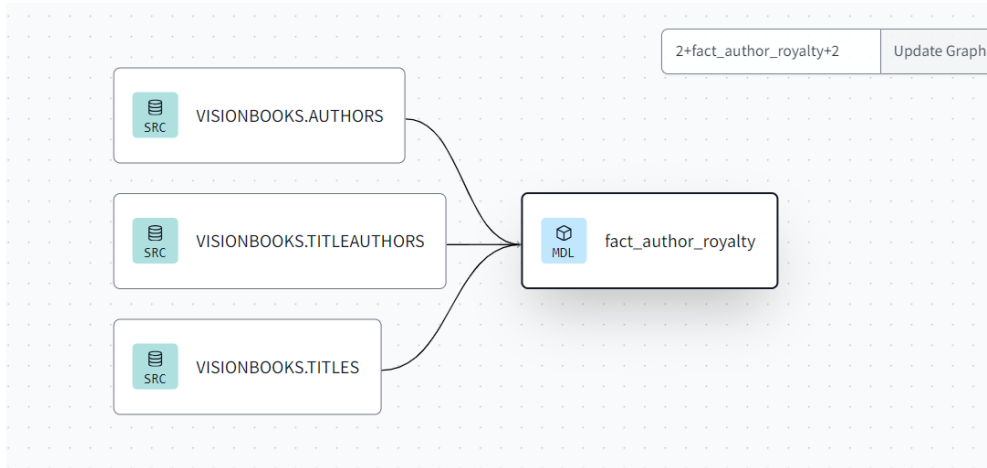 2+fact_author_royalty+2
Update Graph
VISIONBOOKS.AUTHORS
SRC
VISIONBOOKS.TITLEAUTHORS
SRC
fact_author_royalty
MDL
VISIONBOOKS.TITLES
SRC